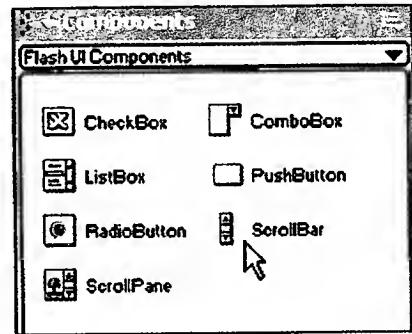 Components
Flash UI Components
CheckBox ComboBox
ListBox PushButton
RadioButton ScrollBar
ScrollPane